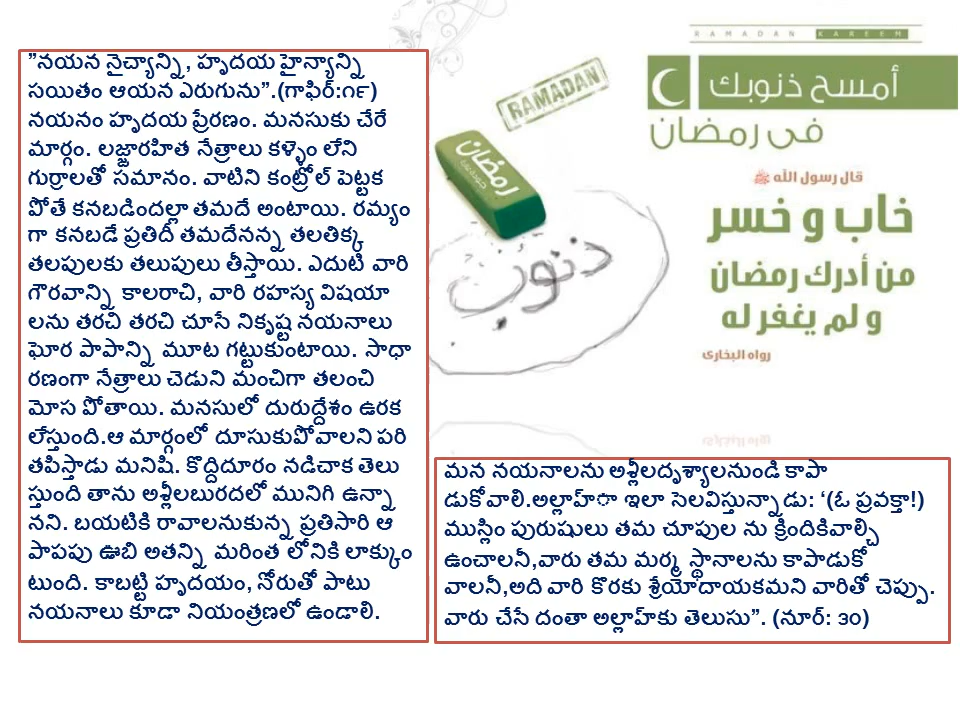 ”నయన నైచ్యాన్ని, హృదయ హైన్యాన్ని
సయితం ఆయన ఎరుగును”.(గాఫిర్:౧౯)
నయనం హృదయ ప్రేరణం. మనసుకు చేరే
మార్గం. లజ్జారహిత నేత్రాలు కళ్ళెం లేని
గుర్రాలతో సమానం. వాటిని కంట్రోల్ పెట్టక
పోతే కనబడిందల్లా తమదే అంటాయి. రమ్యం
గా కనబడే ప్రతిదీ తమదేనన్న తలతిక్క
తలపులకు తలుపులు తీస్తాయి. ఎదుటి వారి
గౌరవాన్ని కాలరాచి, వారి రహస్య విషయా
లను తరచి తరచి చూసే నికృష్ట నయనాలు
ఘోర పాపాన్ని మూట గట్టుకుంటాయి. సాధా
రణంగా నేత్రాలు చెడుని మంచిగా తలంచి
మోస పోతాయి. మనసులో దురుద్దేశం ఉరక
లేస్తుంది.ఆ మార్గంలో దూసుకుపోవాలని పరి
తపిస్తాడు మనిషి. కొద్దిదూరం నడిచాక తెలు
స్తుంది తాను అశ్లీలబురదలో మునిగి ఉన్నా
నని. బయటికి రావాలనుకున్న ప్రతిసారి ఆ
పాపపు ఊబి అతన్ని మరింత లోనికి లాక్కుం
టుంది. కాబట్టి హృదయం, నోరుతో పాటు
నయనాలు కూడా నియంత్రణలో ఉండాలి.
RAMADAN KAREEM
أمسح ذنوبك
فى رمضان
RAMADAN
رمضان
ذنوب
قال رسول الله ﷺ
خاب و خسر
من أدرك رمضان
و لم يغفر له
رواه البخارى
మన నయనాలను అశ్లీలదృశ్యాలనుండి కాపా
డుకోవాలి.అల్లాహ్‌ా ఇలా సెలవిస్తున్నాడు: ‘(ఓ ప్రవక్తా!)
ముస్లిం పురుషులు తమ చూపుల ను క్రిందికివాల్చి
ఉంచాలనీ,వారు తమ మర్మ స్థానాలను కాపాడుకో
వాలనీ,అది వారి కొరకు శ్రేయోదాయకమని వారితో చెప్పు.
వారు చేసే దంతా అల్లాహ్‌కు తెలుసు”. (నూర్: ౩౦)